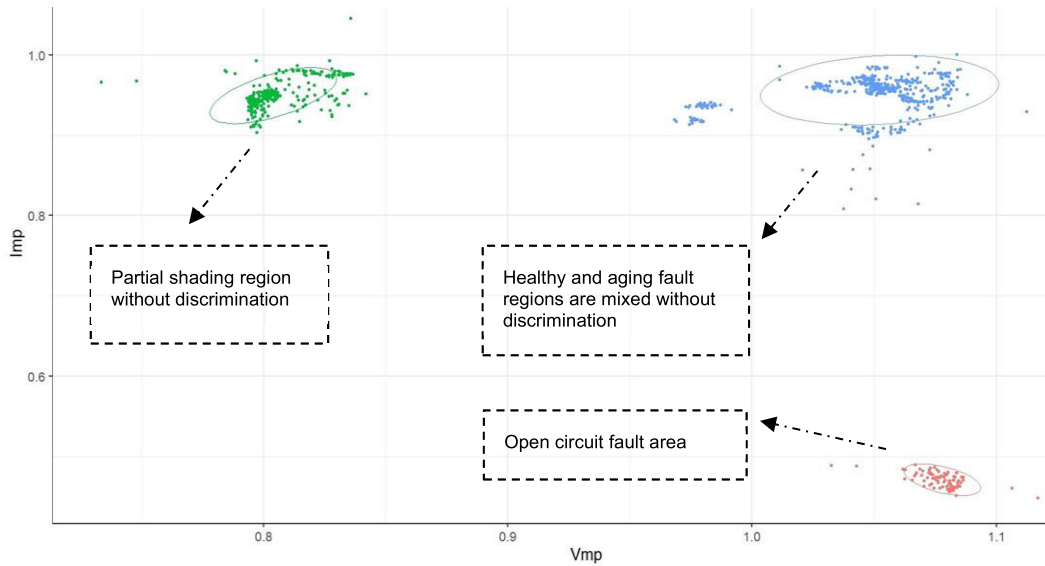 1.0
0.8
0.6
Imp
Partial shading region
without discrimination
Healthy and aging fault
regions are mixed without
discrimination
Open circuit fault area
0.8
0.9
1.0
1.1
Vmp